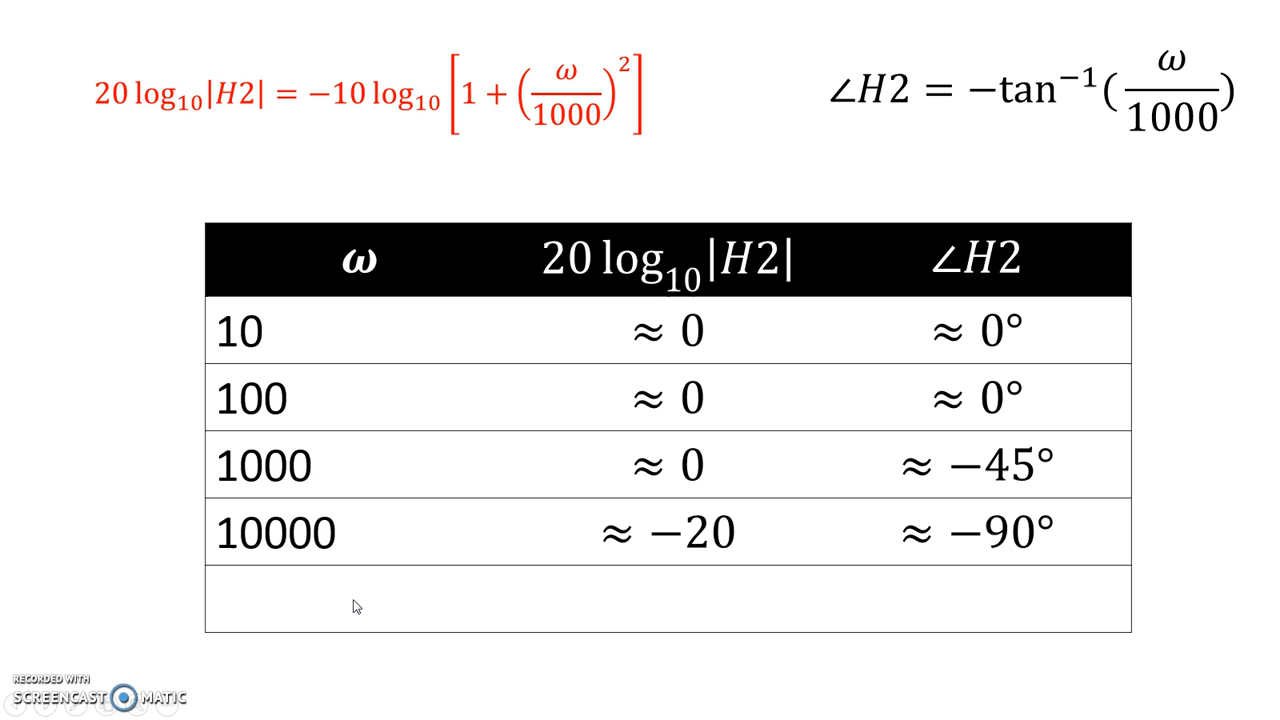 20 log₁₀|H2| = −10 log₁₀ [1 + (ω/1000)²]
∠H2 = −tan⁻¹(ω/1000)
ω 20 log₁₀|H2| ∠H2
10 ≈ 0 ≈ 0°
100 ≈ 0 ≈ 0°
1000 ≈ 0 ≈ −45°
10000 ≈ −20 ≈ −90°
RECORDED WITH
SCREENCAST MATIC